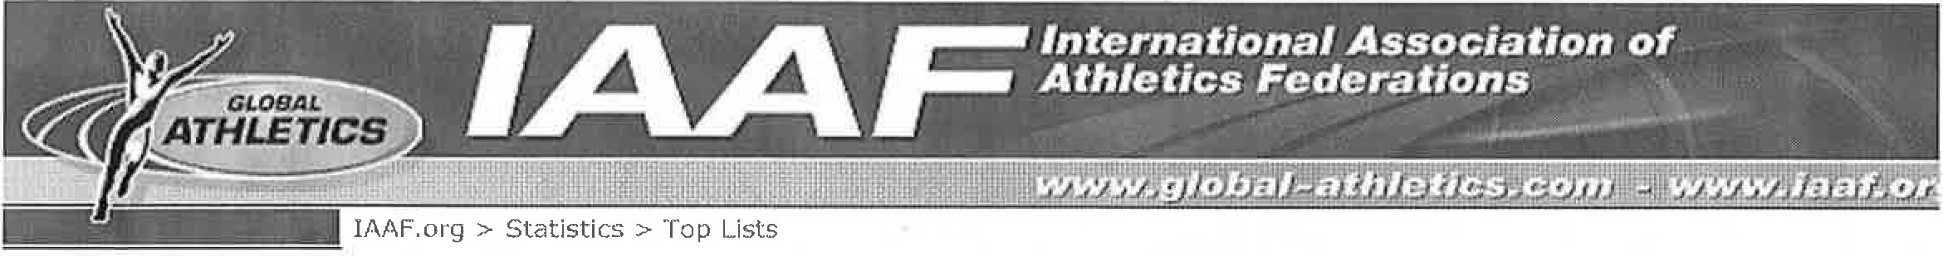 GLOBAL
ATHLETICS
IAAF
International Association of
Athletics Federations
www.global-athletics.com - www.iaaf.or
IAAF.org > Statistics > Top Lists